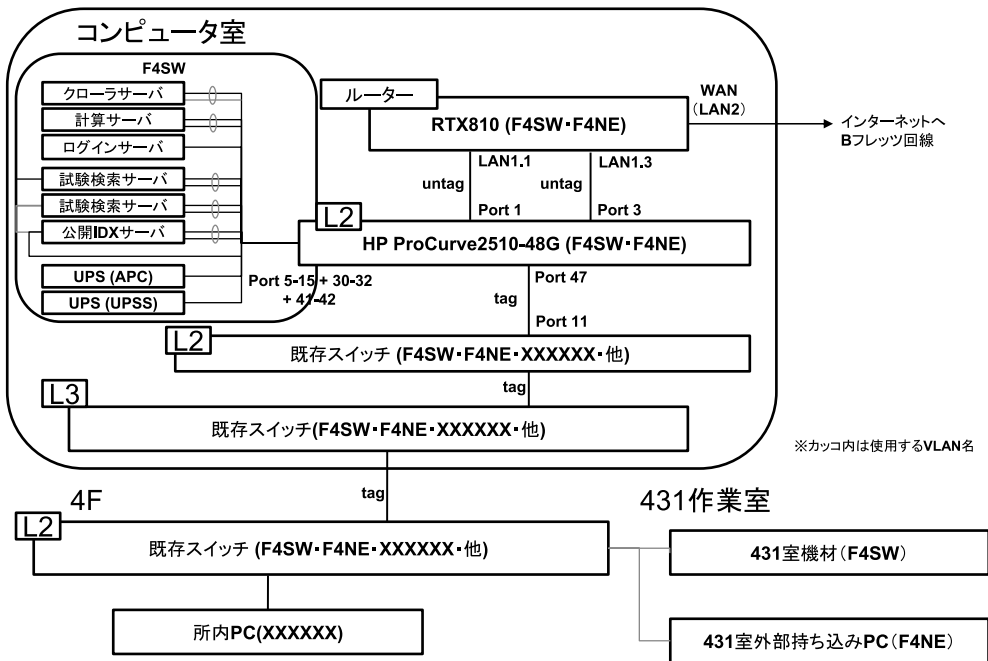 コンピュータ室
F4SW
クローラサーバ
計算サーバ
ログインサーバ
試験検索サーバ
試験検索サーバ
公開IDXサーバ
UPS (APC)
UPS (UPSS)
ルーター
RTX810 (F4SW・F4NE)
WAN
（LAN2）
インターネットへ
Bフレッツ回線
LAN1.1
LAN1.3
untag
untag
Port 1
Port 3
L2
HP ProCurve2510-48G (F4SW・F4NE)
Port 5-15 + 30-32
+ 41-42
Port 47
tag
Port 11
L2
既存スイッチ (F4SW・F4NE・XXXXXX・他)
tag
L3
既存スイッチ(F4SW・F4NE・XXXXXX・他)
※カッコ内は使用するVLAN名
tag
4F
431作業室
L2
既存スイッチ (F4SW・F4NE・XXXXXX・他)
431室機材（F4SW）
所内PC(XXXXXX)
431室外部持ち込みPC（F4NE）